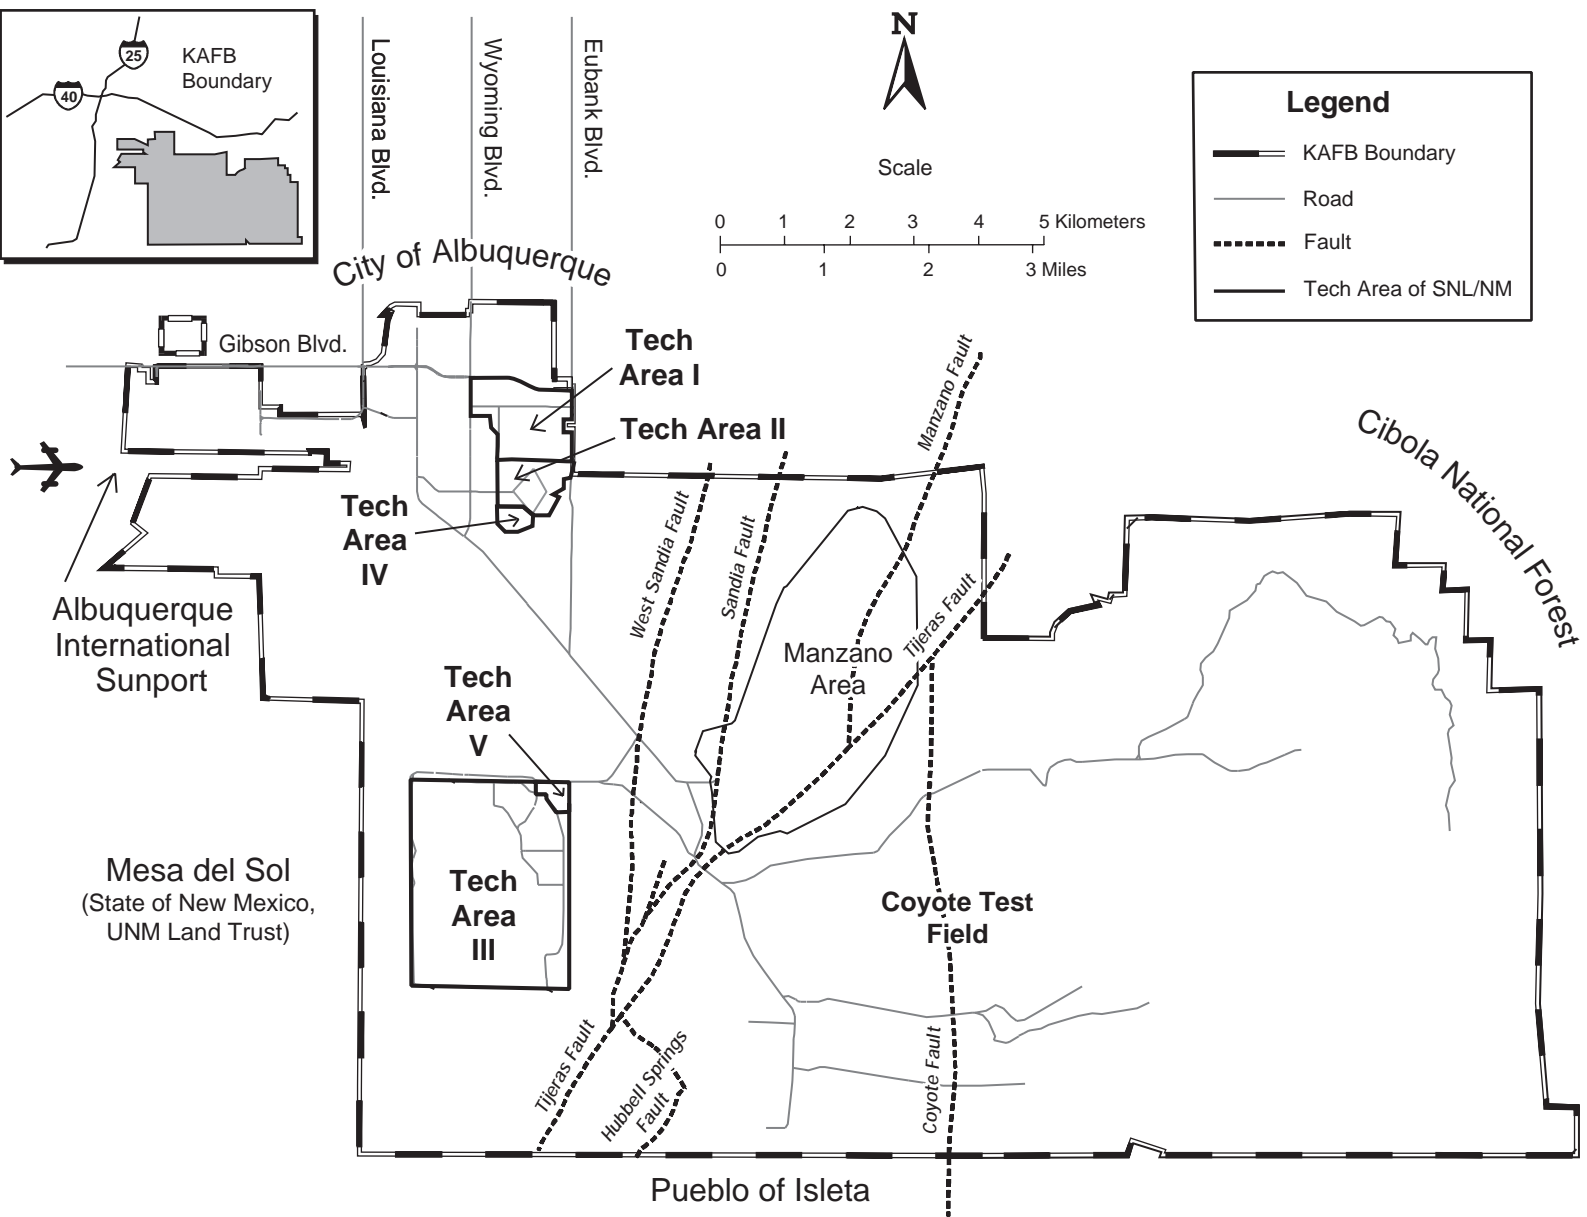 25
40
KAFB
Boundary
Louisiana Blvd.
Wyoming Blvd.
Eubank Blvd.
N
Scale
0 1 2 3 4 5 Kilometers
0 1 2 3 Miles
Legend
KAFB Boundary
Road
Fault
Tech Area of SNL/NM
City of Albuquerque
Gibson Blvd.
Tech
Area I
Tech Area II
Tech
Area
IV
Manzano Fault
Cibola National Forest
West Sandia Fault
Sandia Fault
Tijeras Fault
Albuquerque
International
Sunport
Manzano
Area
Tech
Area
V
Mesa del Sol
(State of New Mexico,
UNM Land Trust)
Tech
Area
III
Coyote Test
Field
Tijeras Fault
Hubbell Springs
Fault
Coyote Fault
Pueblo of Isleta